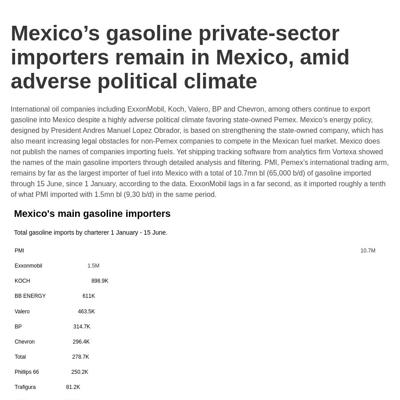 Mexico’s gasoline private-sector
importers remain in Mexico, amid
adverse political climate
International oil companies including ExxonMobil, Koch, Valero, BP and Chevron, among others continue to export
gasoline into Mexico despite a highly adverse political climate favoring state-owned Pemex. Mexico’s energy policy,
designed by President Andres Manuel Lopez Obrador, is based on strengthening the state-owned company, which has
also meant increasing legal obstacles for non-Pemex companies to compete in the Mexican fuel market. Mexico does
not publish the names of companies importing fuels. Yet shipping tracking software from analytics firm Vortexa showed
the names of the main gasoline importers through detailed analysis and filtering. PMI, Pemex’s international trading arm,
remains by far as the largest importer of fuel into Mexico with a total of 10.7mn bl (65,000 b/d) of gasoline imported
through 15 June, since 1 January, according to the data. ExxonMobil lags in a far second, as it imported roughly a tenth
of what PMI imported with 1.5mn bl (9,30 b/d) in the same period.
Mexico's main gasoline importers
Total gasoline imports by charterer 1 January - 15 June.
PMI 10.7M
Exxonmobil 1.5M
KOCH 898.9K
BB ENERGY 611K
Valero 463.5K
BP 314.7K
Chevron 296.4K
Total 278.7K
Phillips 66 250.2K
Trafigura 81.2K